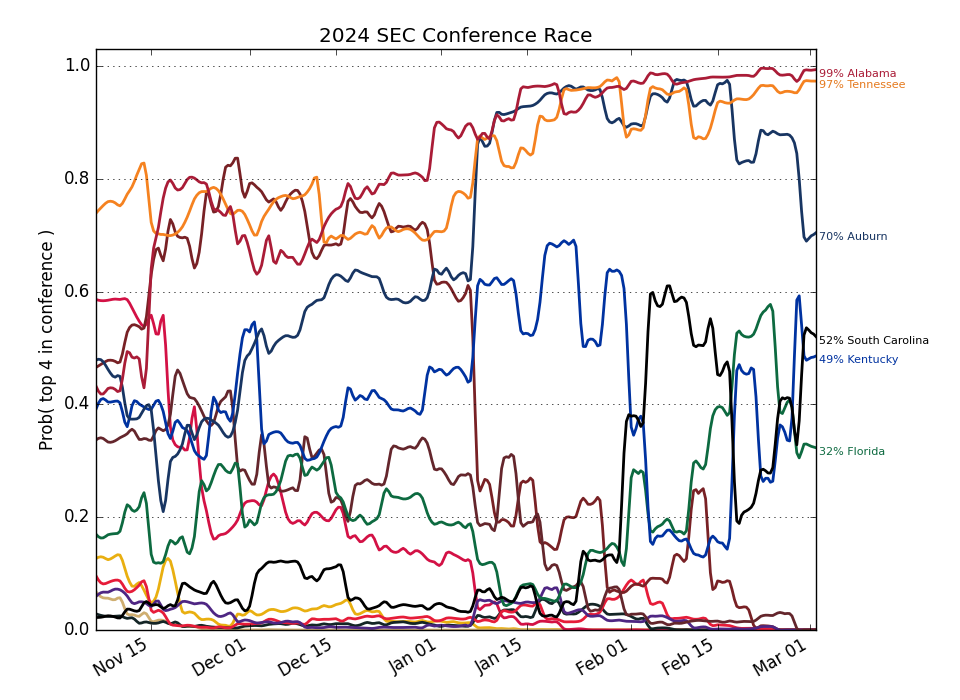 2024 SEC Conference Race
Prob( top 4 in conference )
1.0
0.8
0.6
0.4
0.2
0.0
Nov 15
Dec 01
Dec 15
Jan 01
Jan 15
Feb 01
Feb 15
Mar 01
99% Alabama
97% Tennessee
70% Auburn
52% South Carolina
49% Kentucky
32% Florida